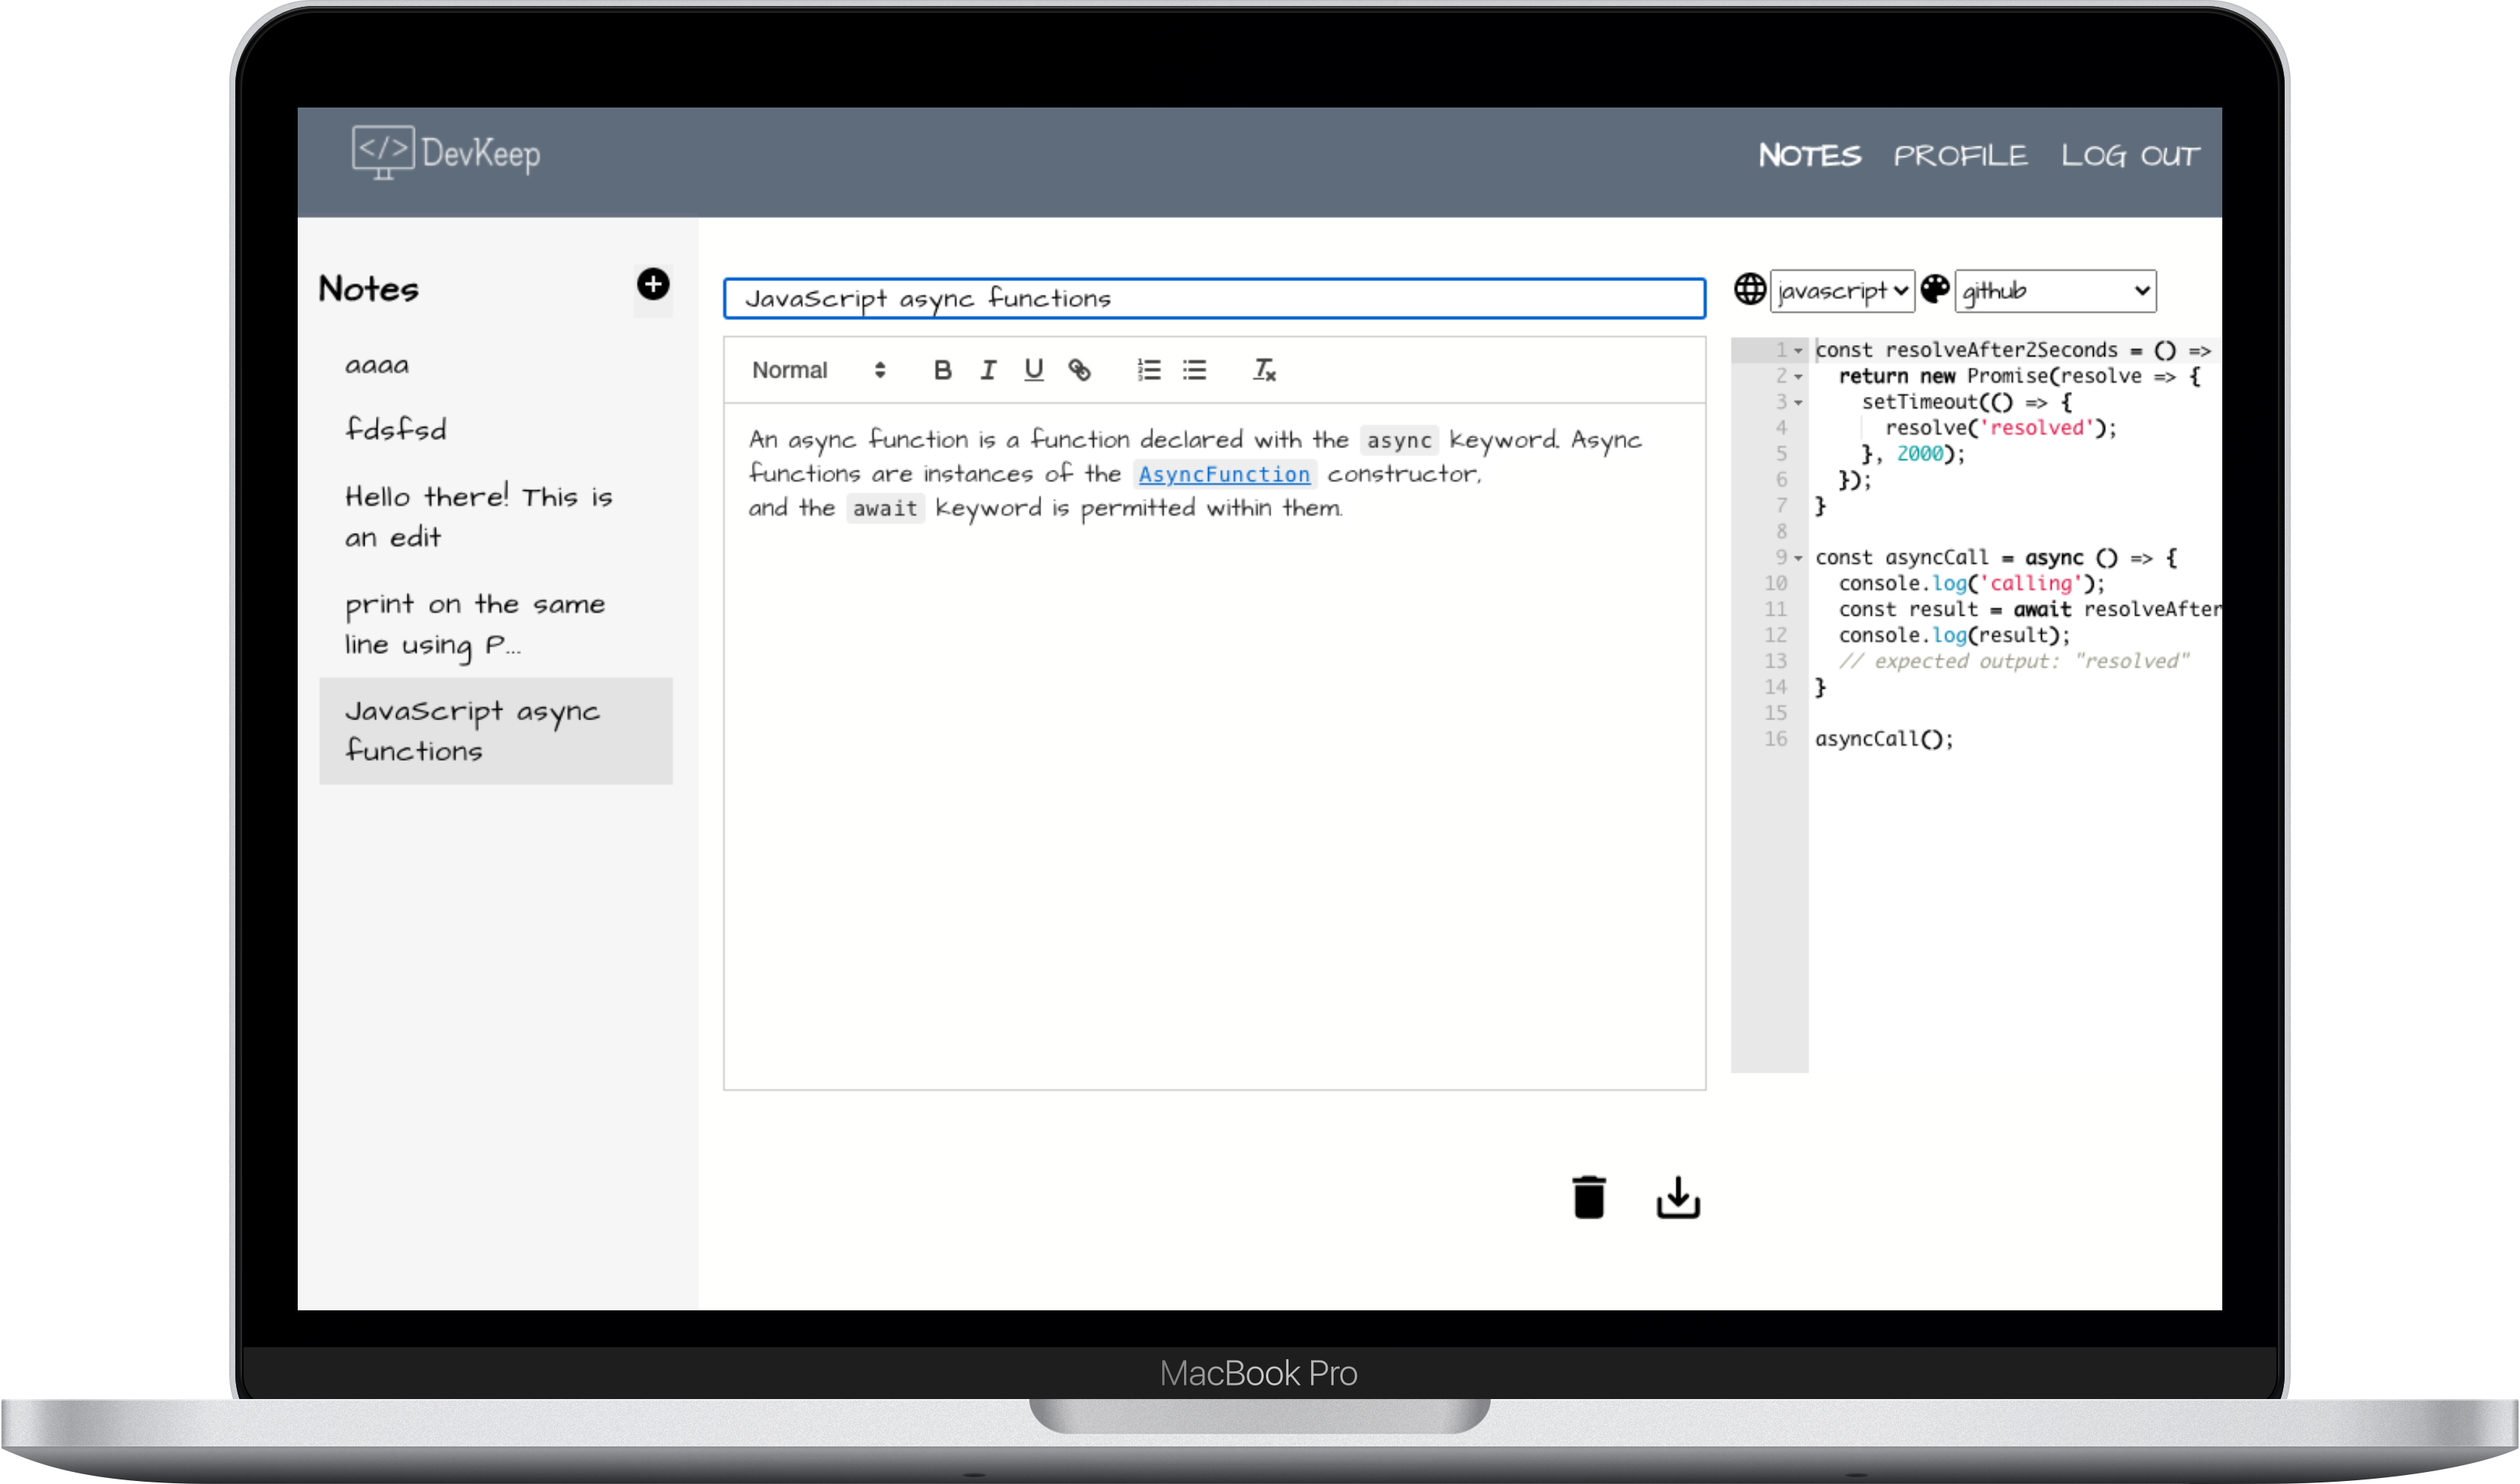 </> DevKeep
NOTES PROFILE LOG OUT
Notes
aaaa
fdsfsd
Hello there! This is
an edit
print on the same
line using P...
JavaScript async
functions
JavaScript async functions
Normal B I U
An async function is a function declared with the async keyword. Async
functions are instances of the AsyncFunction constructor,
and the await keyword is permitted within them.
javascript github
1 const resolveAfter2Seconds = () =>
2 return new Promise(resolve => {
3 setTimeout(() => {
4 resolve('resolved');
5 }, 2000);
6 });
7 }
8
9 const asyncCall = async () => {
10 console.log('calling');
11 const result = await resolveAfter
12 console.log(result);
13 // expected output: "resolved"
14 }
15
16 asyncCall();
MacBook Pro